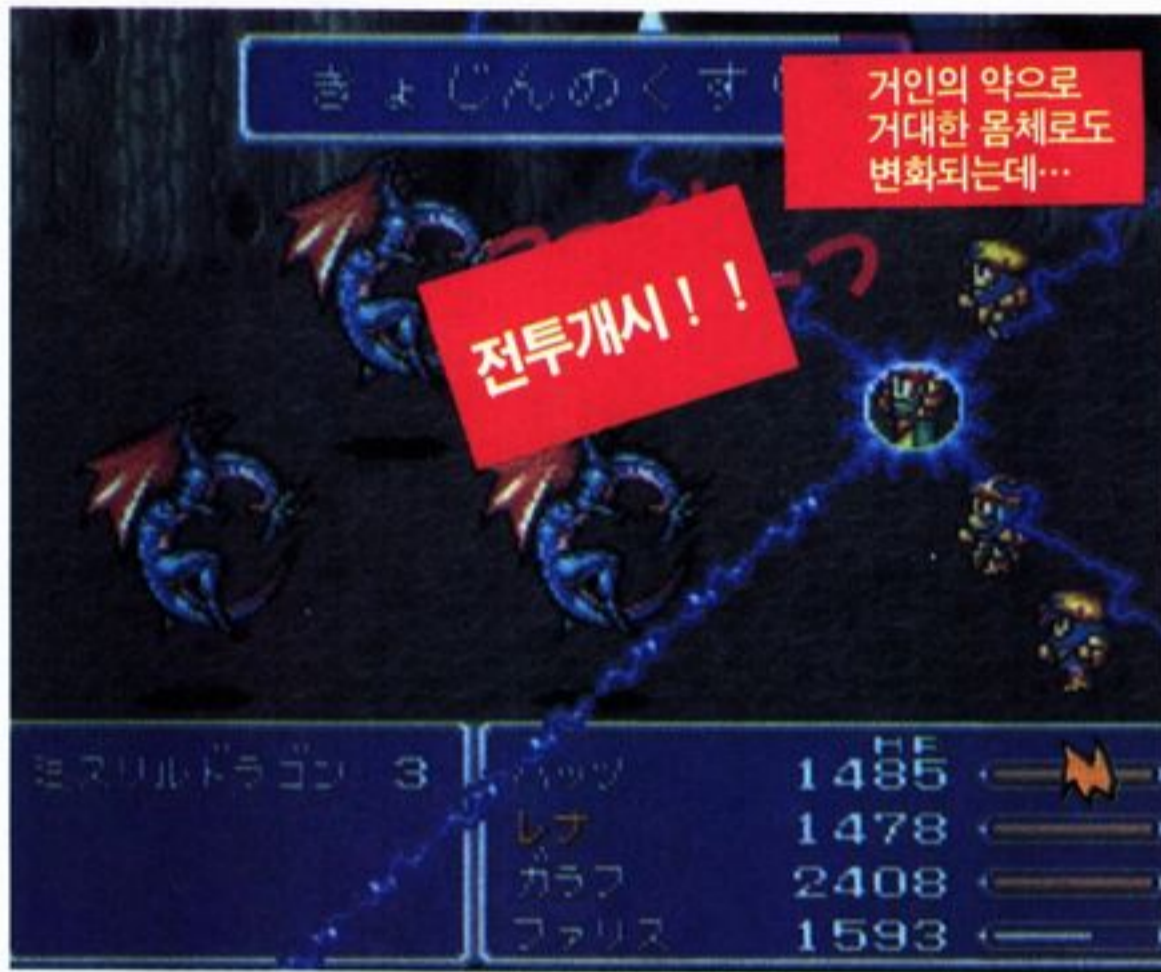 きょじんのくす
거인의 약으로
거대한 몸체로도
변화되는데…
전투개시！！
ミスリルドラゴン 3
HP
バッツ 1485
レナ 1478
ガラフ 2408
ファリス 1593